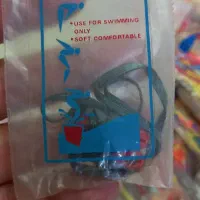 *USE FOR SWIMMING
ONLY
*SOFT COMFORTABLE